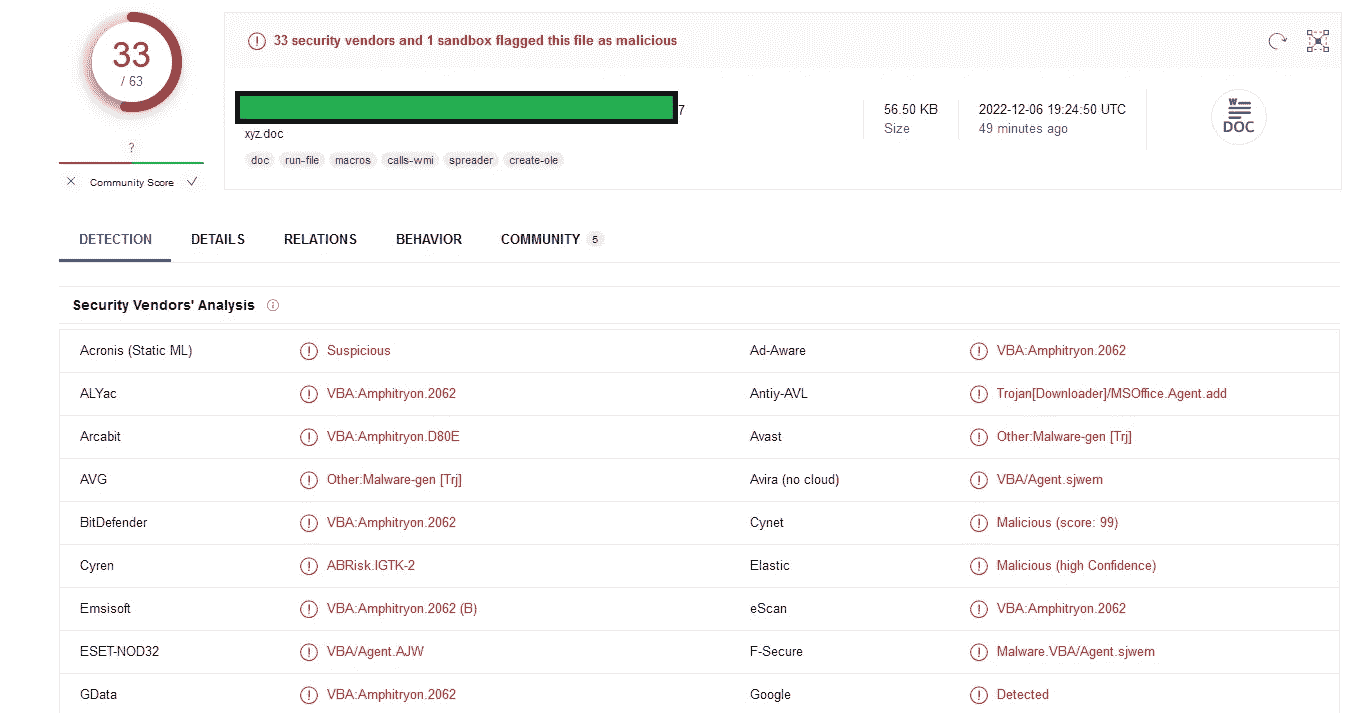 33
/ 63
?
Community Score
33 security vendors and 1 sandbox flagged this file as malicious
7
xyz.doc
doc run-file macros calls-wmi spreader create-ole
56.50 KB
Size
2022-12-06 19:24:50 UTC
49 minutes ago
W
DOC
DETECTION DETAILS RELATIONS BEHAVIOR COMMUNITY 5
Security Vendors' Analysis
Acronis (Static ML) Suspicious Ad-Aware VBA:Amphitryon.2062
ALYac VBA:Amphitryon.2062 Antiy-AVL Trojan[Downloader]/MSOffice.Agent.add
Arcabit VBA:Amphitryon.D80E Avast Other:Malware-gen [Trj]
AVG Other:Malware-gen [Trj] Avira (no cloud) VBA/Agent.sjwem
BitDefender VBA:Amphitryon.2062 Cynet Malicious (score: 99)
Cyren ABRisk.IGTK-2 Elastic Malicious (high Confidence)
Emsisoft VBA:Amphitryon.2062 (B) eScan VBA:Amphitryon.2062
ESET-NOD32 VBA/Agent.AJW F-Secure Malware.VBA/Agent.sjwem
GData VBA:Amphitryon.2062 Google Detected